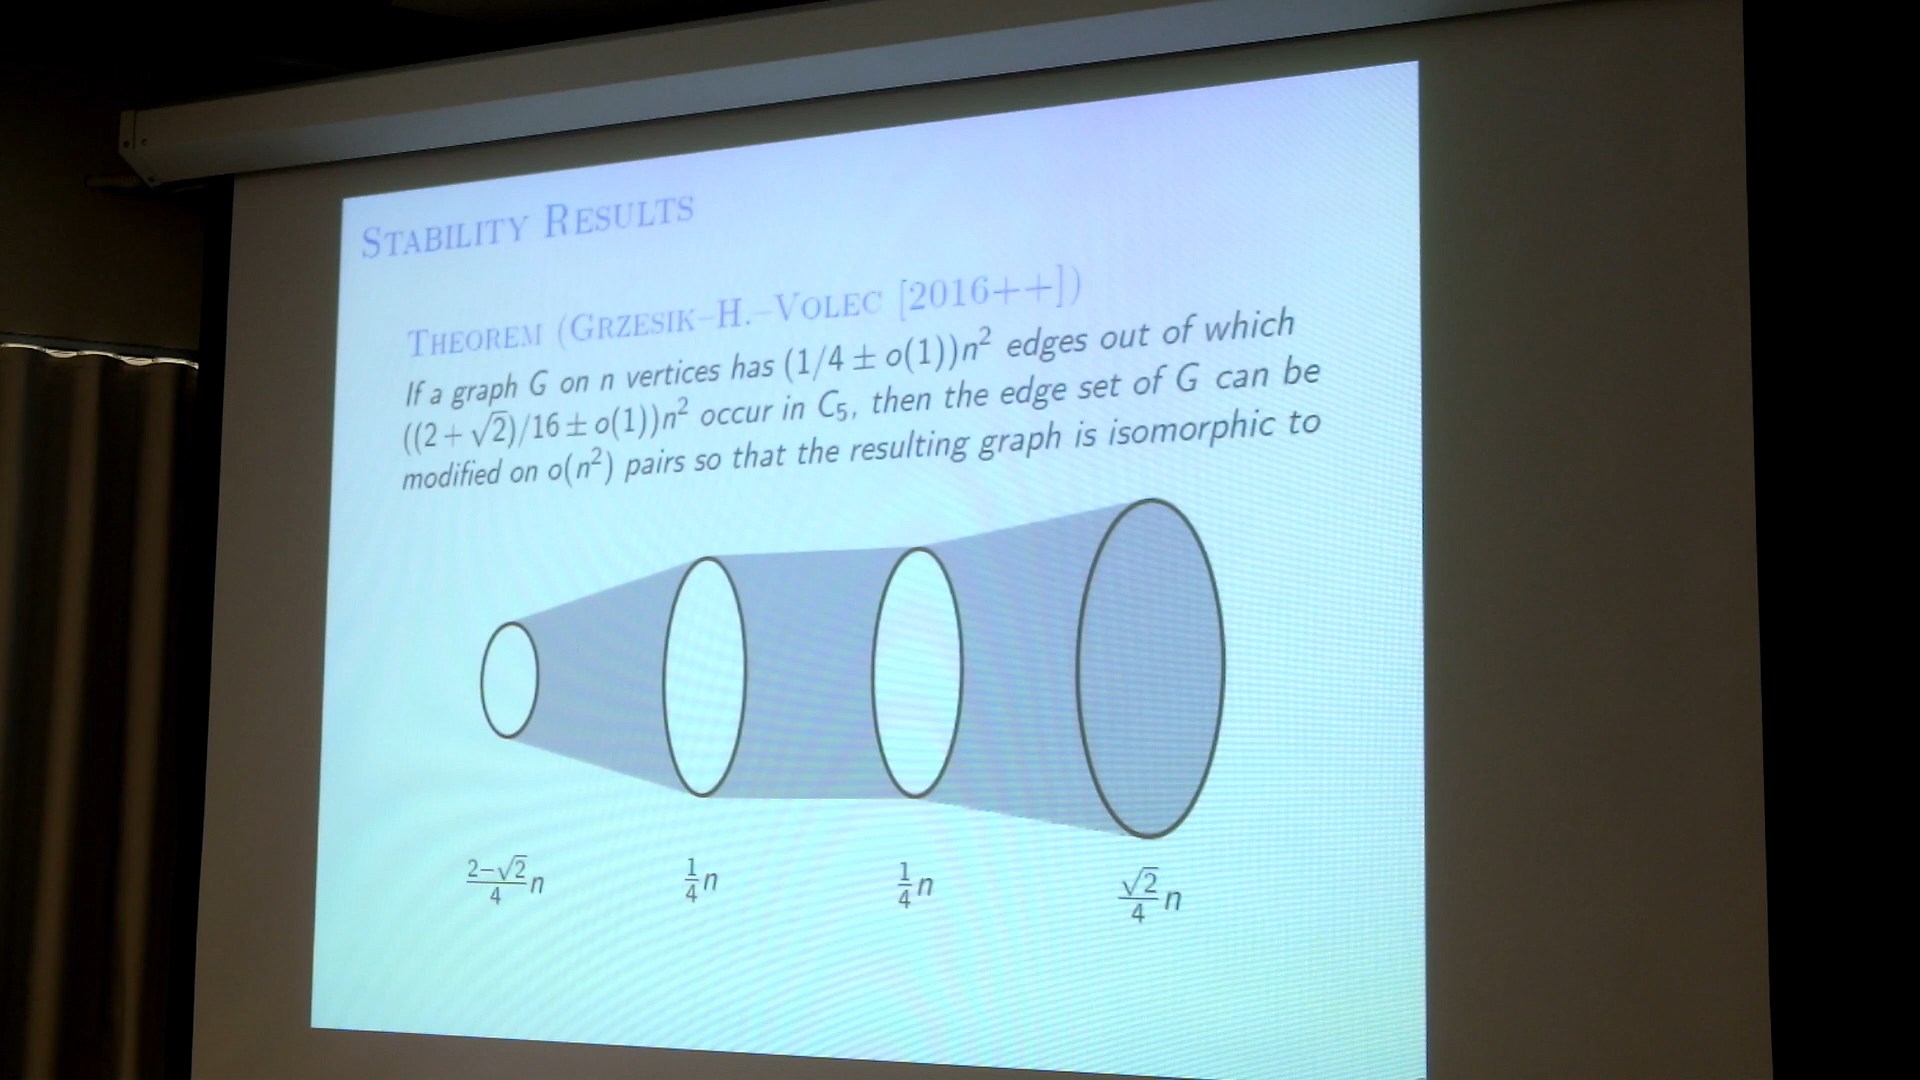 STABILITY RESULTS
THEOREM (GRZESIK–H.–VOLEC [2016++])
If a graph G on n vertices has (1/4 ± o(1))n² edges out of which
((2+√2)/16 ± o(1))n² occur in C₅, then the edge set of G can be
modified on o(n²) pairs so that the resulting graph is isomorphic to
(2−√2)/4 n 1/4 n 1/4 n √2/4 n